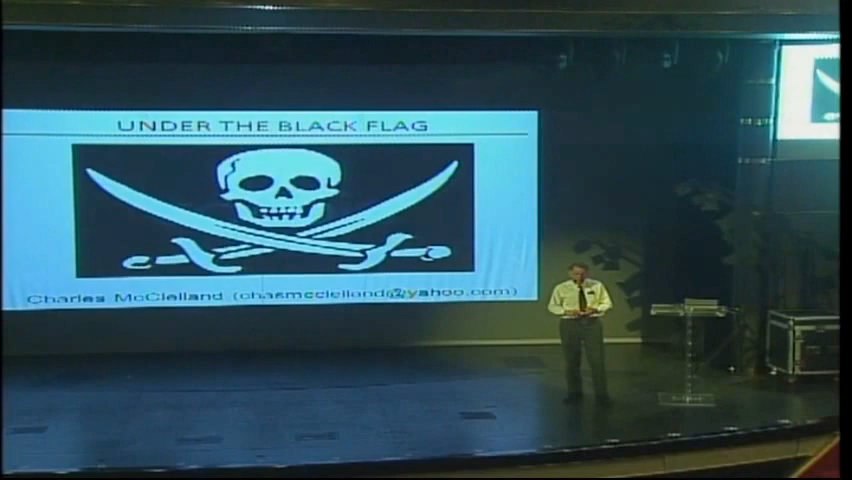 UNDER THE BLACK FLAG
Charles McClelland (chasmcclelland@yahoo.com)